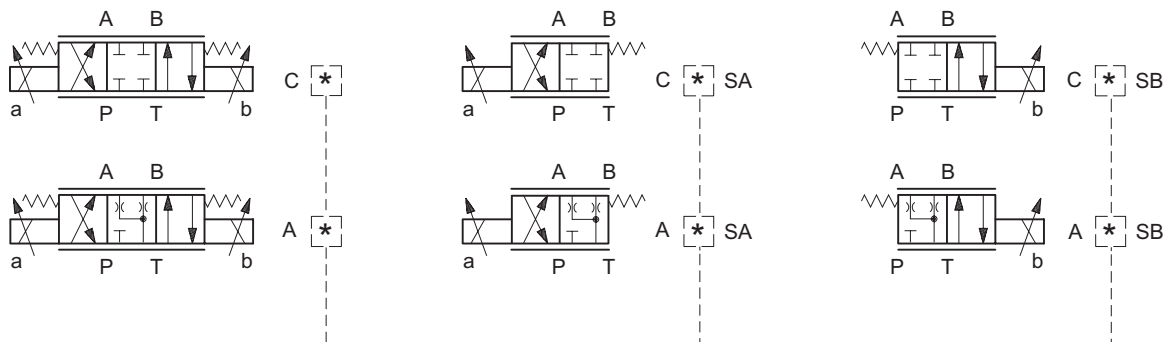 A B A B A B
C * C * SA C * SB
a P T b P T P T b
a
A B A B A B
A * A * SA A * SB
a P T b P T P T b
a